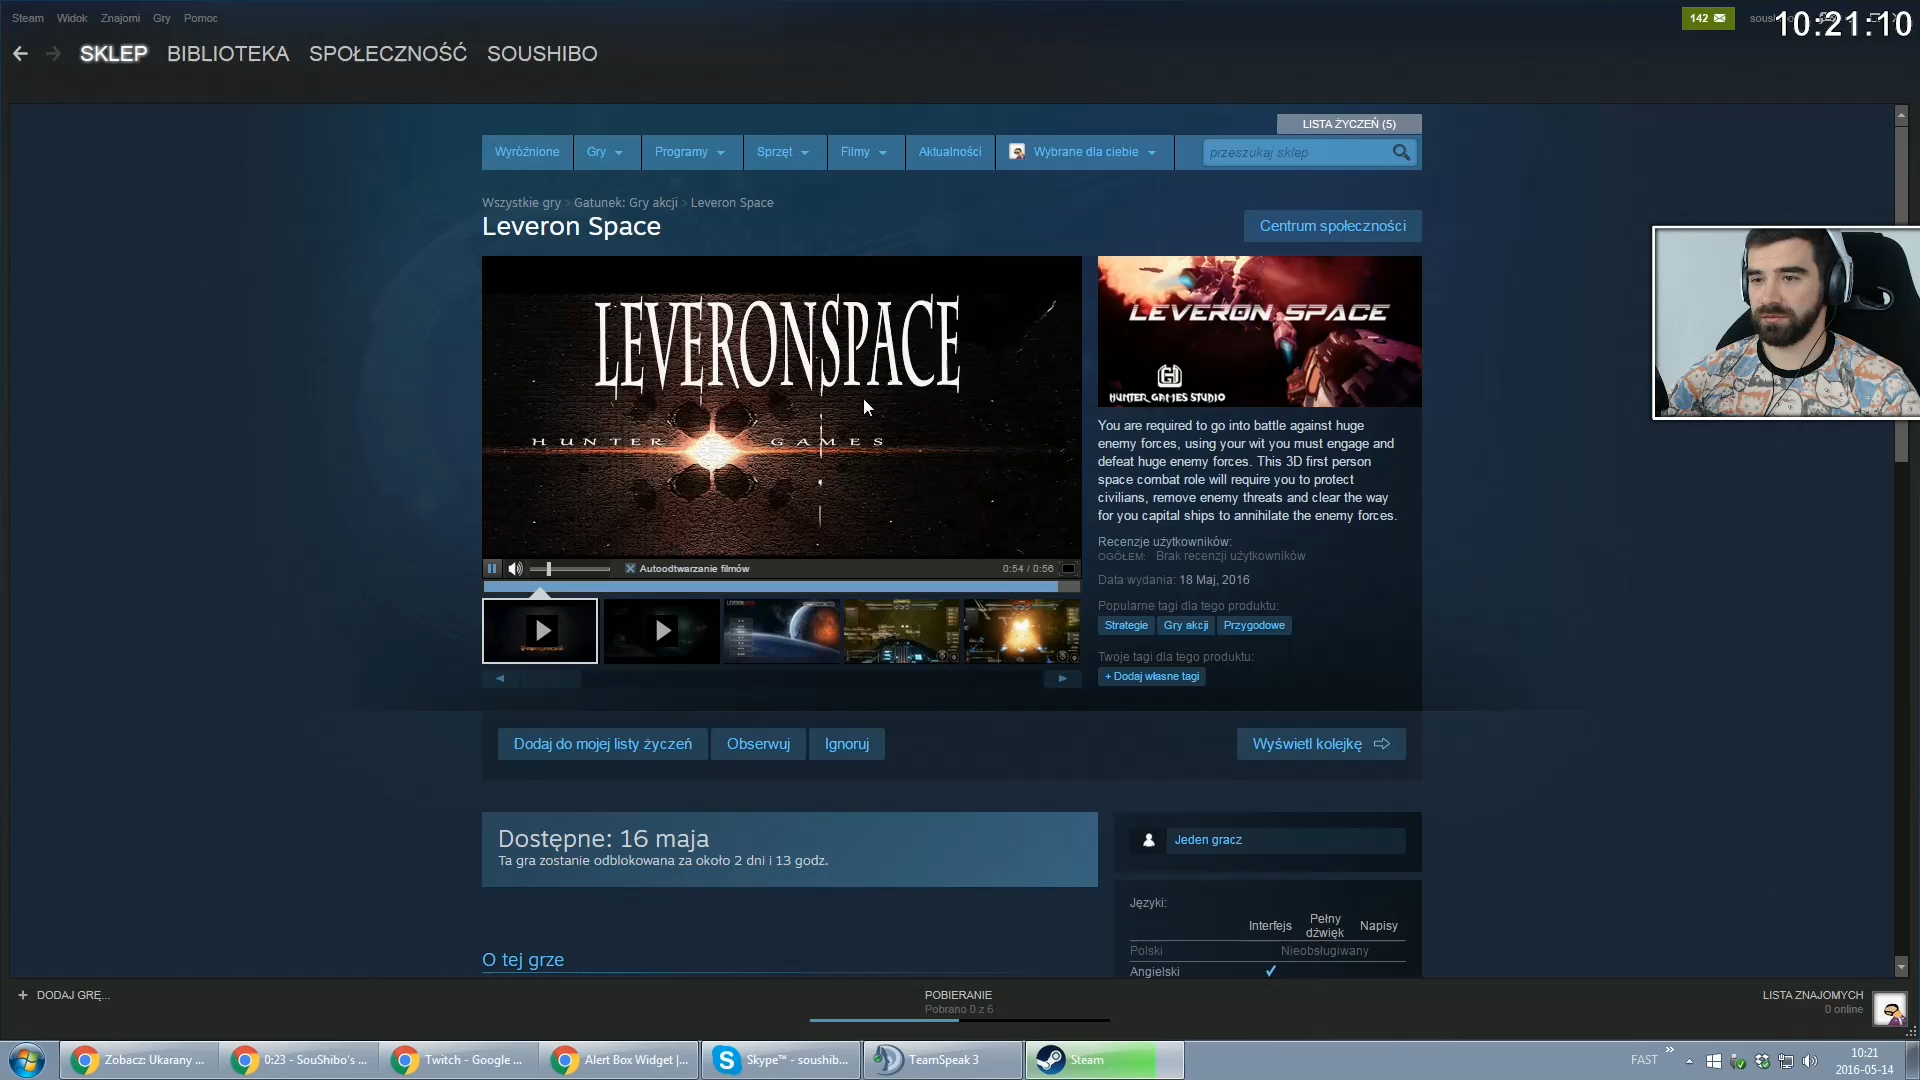 Steam Widok Znajomi Gry Pomoc
142
10:21:10
SKLEP BIBLIOTEKA SPOŁECZNOŚĆ SOUSHIBO
LISTA ŻYCZEŃ (5)
Wyróżnione Gry Programy Sprzęt Filmy Aktualności Wybrane dla ciebie przeszukaj sklep
Wszystkie gry > Gatunek: Gry akcji > Leveron Space
Leveron Space
Centrum społeczności
LEVERONSPACE
HUNTER GAMES
LEVERON SPACE
HUNTER GAMES STUDIO
You are required to go into battle against huge
enemy forces, using your wit you must engage and
defeat huge enemy forces. This 3D first person
space combat role will require you to protect
civilians, remove enemy threats and clear the way
for you capital ships to annihilate the enemy forces.
Recenzje użytkowników:
OGÓŁEM: Brak recenzji użytkowników
Data wydania: 18 Maj, 2016
Popularne tagi dla tego produktu:
Strategie Gry akcji Przygodowe
Twoje tagi dla tego produktu:
+ Dodaj własne tagi
Autoodtwarzanie filmów 0:54 / 0:56
Dodaj do mojej listy życzeń Obserwuj Ignoruj Wyświetl kolejkę
Dostępne: 16 maja
Ta gra zostanie odblokowana za około 2 dni i 13 godz.
Jeden gracz
Języki:
Interfejs Pełny dźwięk Napisy
Polski Nieobsługiwany
Angielski ✓
O tej grze
+ DODAJ GRĘ...
POBIERANIE
Pobrano 0 z 6
LISTA ZNAJOMYCH
0 online
Zobacz: Ukarany ... 0:23 - SouShibo's ... Twitch - Google ... Alert Box Widget |... Skype™ - soushib... TeamSpeak 3 Steam
FAST »
10:21
2016-05-14